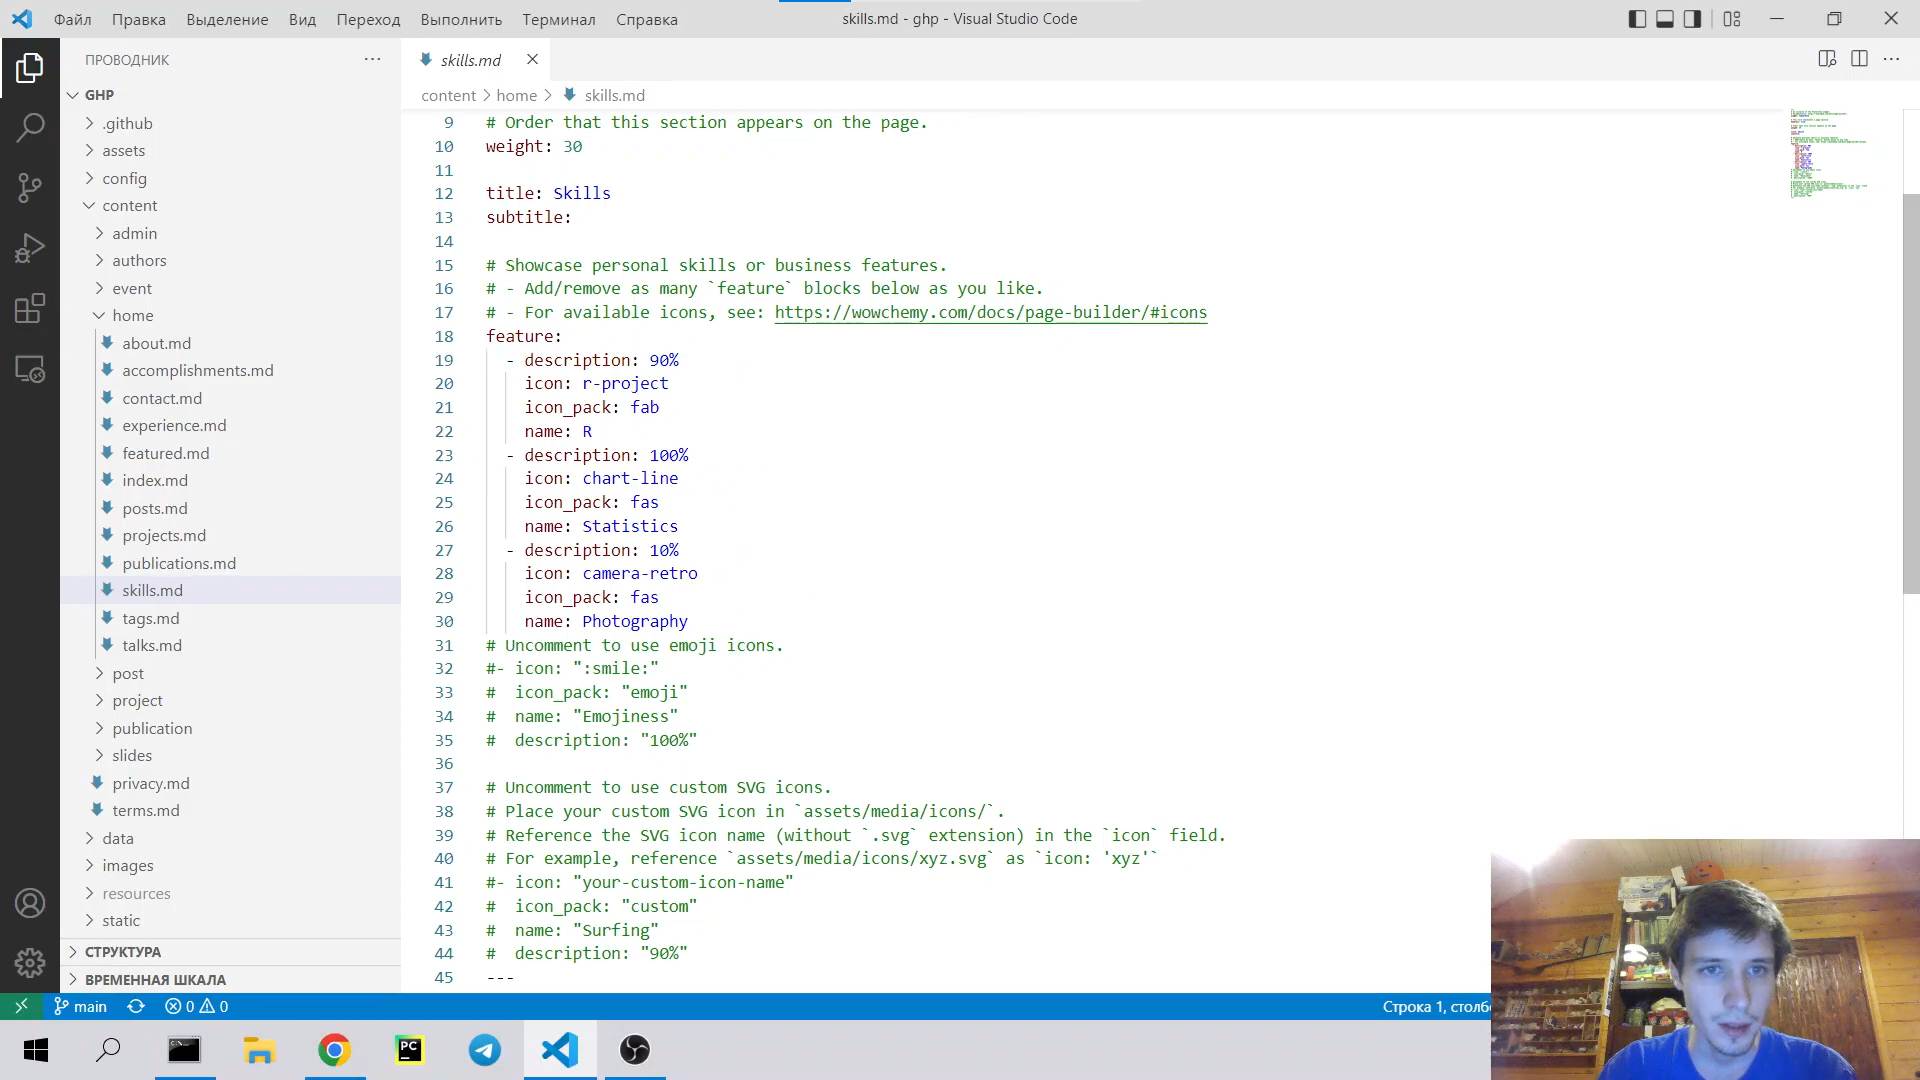 Файл Правка Выделение Вид Переход Выполнить Терминал Справка
skills.md - ghp - Visual Studio Code
ПРОВОДНИК
skills.md
GHP
content > home > skills.md
.github
assets
config
content
admin
authors
event
home
about.md
accomplishments.md
contact.md
experience.md
featured.md
index.md
posts.md
projects.md
publications.md
skills.md
tags.md
talks.md
post
project
publication
slides
privacy.md
terms.md
data
images
resources
static
СТРУКТУРА
ВРЕМЕННАЯ ШКАЛА
9 # Order that this section appears on the page.
10 weight: 30
11
12 title: Skills
13 subtitle:
14
15 # Showcase personal skills or business features.
16 # - Add/remove as many `feature` blocks below as you like.
17 # - For available icons, see: https://wowchemy.com/docs/page-builder/#icons
18 feature:
19 - description: 90%
20 icon: r-project
21 icon_pack: fab
22 name: R
23 - description: 100%
24 icon: chart-line
25 icon_pack: fas
26 name: Statistics
27 - description: 10%
28 icon: camera-retro
29 icon_pack: fas
30 name: Photography
31 # Uncomment to use emoji icons.
32 #- icon: ":smile:"
33 # icon_pack: "emoji"
34 # name: "Emojiness"
35 # description: "100%"
36
37 # Uncomment to use custom SVG icons.
38 # Place your custom SVG icon in `assets/media/icons/`.
39 # Reference the SVG icon name (without `.svg` extension) in the `icon` field.
40 # For example, reference `assets/media/icons/xyz.svg` as `icon: 'xyz'`
41 #- icon: "your-custom-icon-name"
42 # icon_pack: "custom"
43 # name: "Surfing"
44 # description: "90%"
45 ---
main 0 0
Строка 1, столб
PC